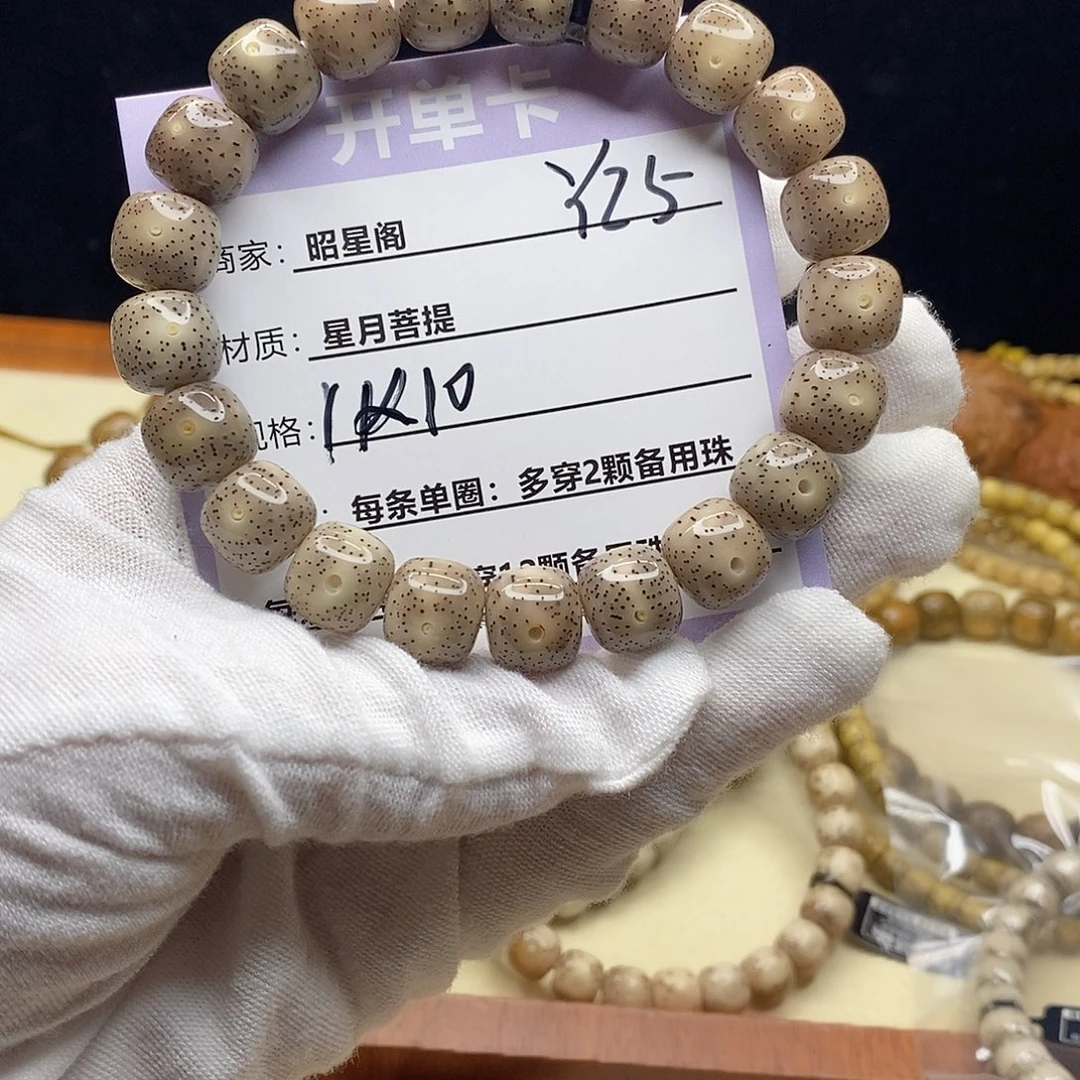 开单卡
Y25
商家: 昭星阁
材质: 星月菩提
规格: 1K10
每条单圈: 多穿2颗备用珠